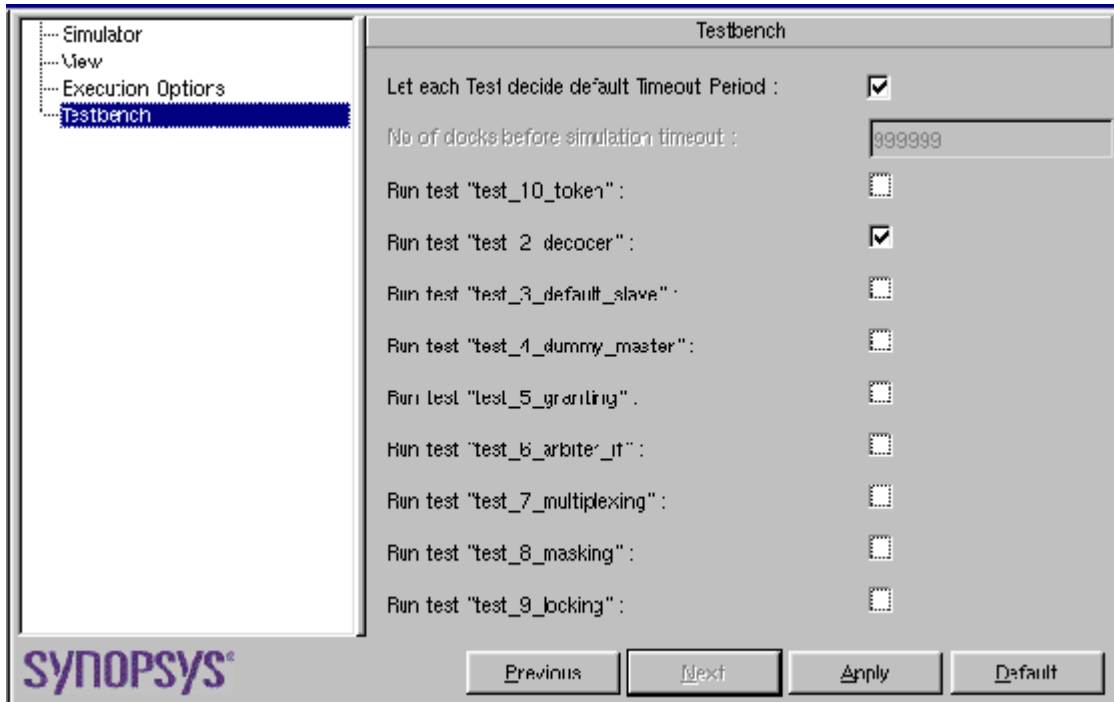 Simulator
View
Execution Options
Testbench
Testbench
Let each Test decide default Timeout Period :
No of clocks before simulation timeout :
999999
Run test "test_10_token" :
Run test "test_2_decoder" :
Run test "test_3_default_slave" :
Run test "test_4_dummy_master" :
Run test "test_5_granting" :
Run test "test_6_arbiter_if" :
Run test "test_7_multiplexing" :
Run test "test_8_masking" :
Run test "test_9_locking" :
SYNOPSYS®
Previous
Next
Apply
Default